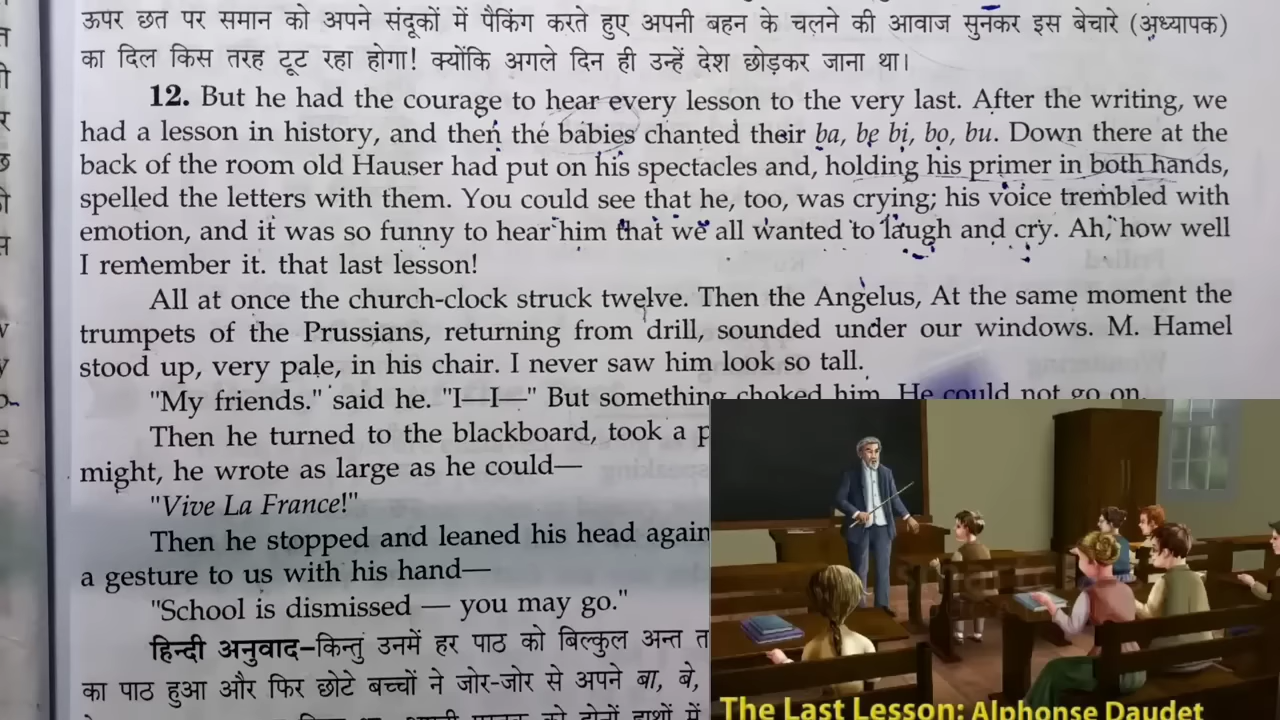 ऊपर छत पर समान को अपने संदूकों में पैकिंग करते हुए अपनी बहन के चलने की आवाज सुनकर इस बेचारे (अध्यापक)
का दिल किस तरह टूट रहा होगा! क्योंकि अगले दिन ही उन्हें देश छोड़कर जाना था।
12. But he had the courage to hear every lesson to the very last. After the writing, we
had a lesson in history, and then the babies chanted their ba, be bi, bo, bu. Down there at the
back of the room old Hauser had put on his spectacles and, holding his primer in both hands,
spelled the letters with them. You could see that he, too, was crying; his voice trembled with
emotion, and it was so funny to hear him that we all wanted to laugh and cry. Ah, how well
I remember it. that last lesson!
All at once the church-clock struck twelve. Then the Angelus, At the same moment the
trumpets of the Prussians, returning from drill, sounded under our windows. M. Hamel
stood up, very pale, in his chair. I never saw him look so tall.
"My friends." said he. "I—I—" But something choked him. He could not go on.
Then he turned to the blackboard, took a p
might, he wrote as large as he could—
"Vive La France!"
Then he stopped and leaned his head again
a gesture to us with his hand—
"School is dismissed — you may go."
हिन्दी अनुवाद–किन्तु उनमें हर पाठ को बिल्कुल अन्त त
का पाठ हुआ और फिर छोटे बच्चों ने जोर-जोर से अपने बा, बे,
The Last Lesson: Alphonse Daudet